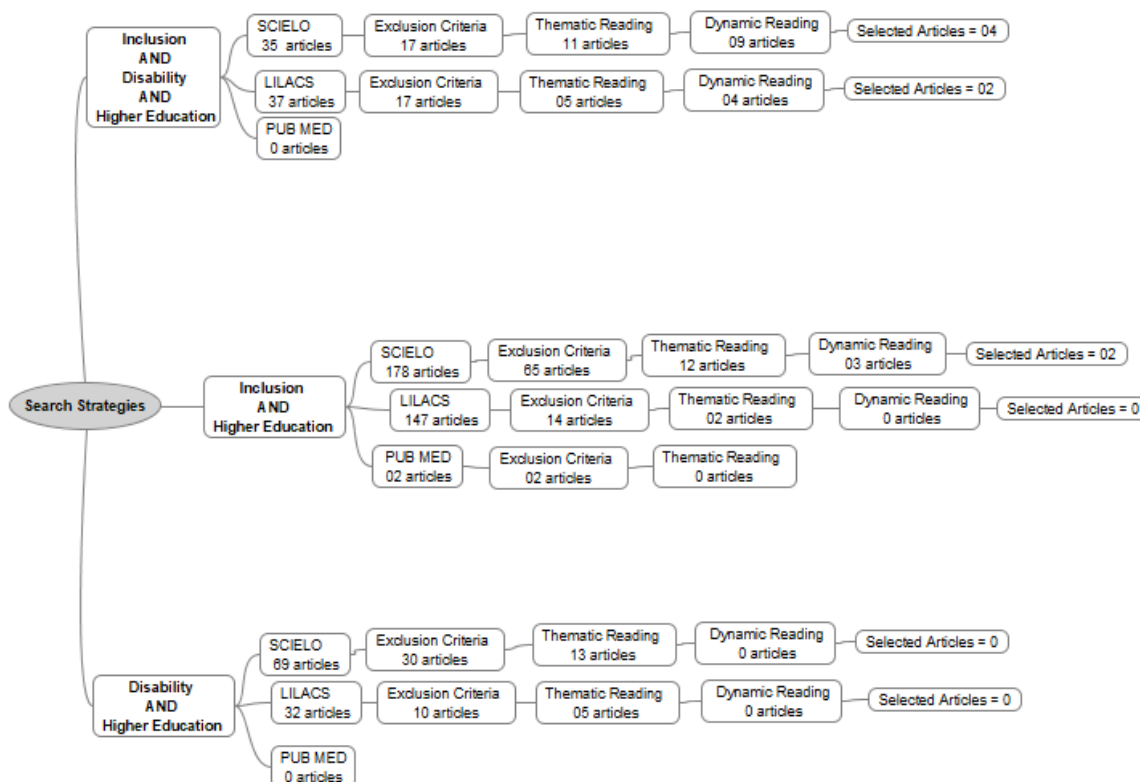 Search Strategies
Inclusion
AND
Disability
AND
Higher Education
SCIELO
35 articles
Exclusion Criteria
17 articles
Thematic Reading
11 articles
Dynamic Reading
09 articles
Selected Articles = 04
LILACS
37 articles
Exclusion Criteria
17 articles
Thematic Reading
05 articles
Dynamic Reading
04 articles
Selected Articles = 02
PUB MED
0 articles
Inclusion
AND
Higher Education
SCIELO
178 articles
Exclusion Criteria
65 articles
Thematic Reading
12 articles
Dynamic Reading
03 articles
Selected Articles = 02
LILACS
147 articles
Exclusion Criteria
14 articles
Thematic Reading
02 articles
Dynamic Reading
0 articles
Selected Articles = 0
PUB MED
02 articles
Exclusion Criteria
02 articles
Thematic Reading
0 articles
Disability
AND
Higher Education
SCIELO
69 articles
Exclusion Criteria
30 articles
Thematic Reading
13 articles
Dynamic Reading
0 articles
Selected Articles = 0
LILACS
32 articles
Exclusion Criteria
10 articles
Thematic Reading
05 articles
Dynamic Reading
0 articles
Selected Articles = 0
PUB MED
0 articles